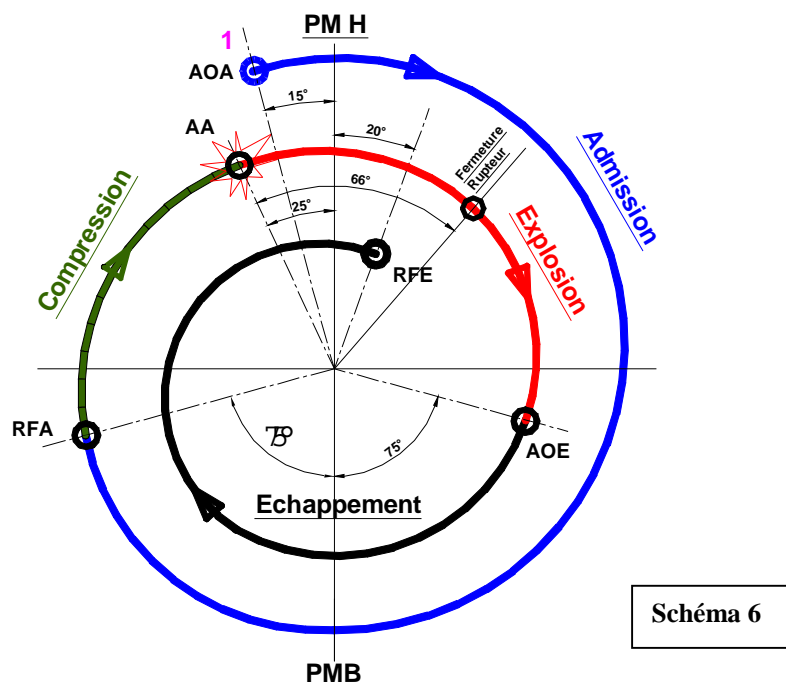 PM H
1
AOA
15°
AA
20°
Fermeture
Rupteur
Admission
66°
25°
Compression
Explosion
RFE
RFA
75°
75°
AOE
Echappement
Schéma 6
PMB